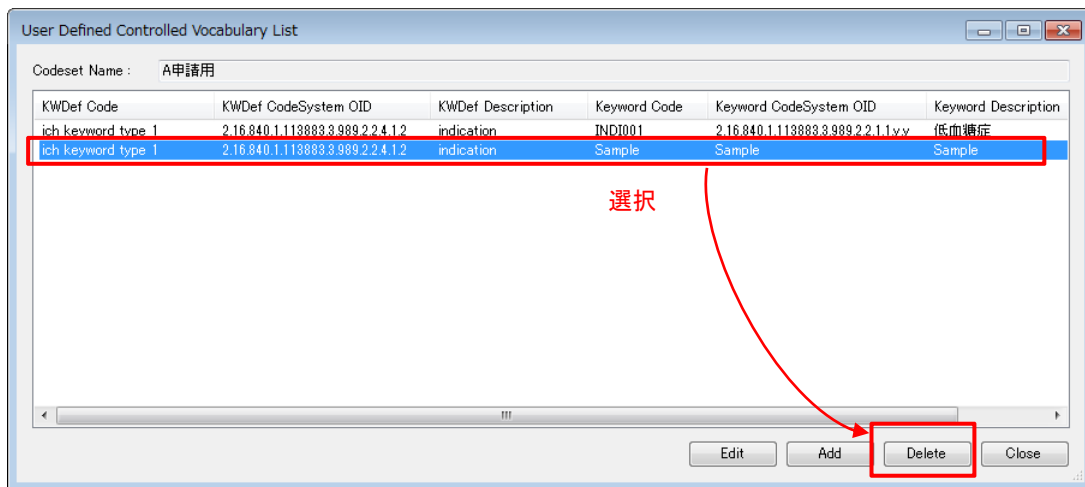 User Defined Controlled Vocabulary List
Codeset Name : A申請用
KWDef Code KWDef CodeSystem OID KWDef Description Keyword Code Keyword CodeSystem OID Keyword Description
ich keyword type 1 2.16.840.1.113883.3.989.2.2.4.1.2 indication INDI001 2.16.840.1.113883.3.989.2.2.1.1.y.y 低血糖症
ich keyword type 1 2.16.840.1.113883.3.989.2.2.4.1.2 indication Sample Sample Sample
選択
Edit Add Delete Close